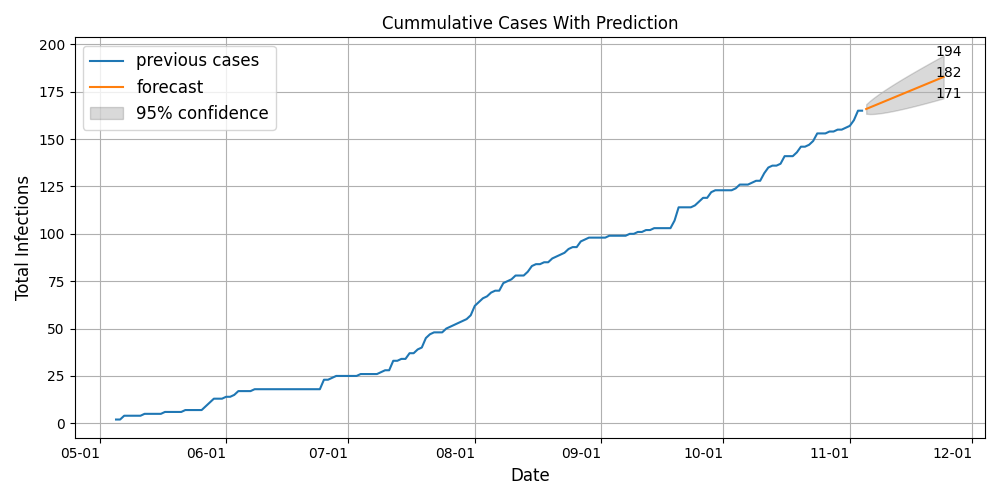 Cummulative Cases With Prediction
200
175
150
125
100
75
50
25
0
Total Infections
previous cases
forecast
95% confidence
194
182
171
05-01 06-01 07-01 08-01 09-01 10-01 11-01 12-01
Date